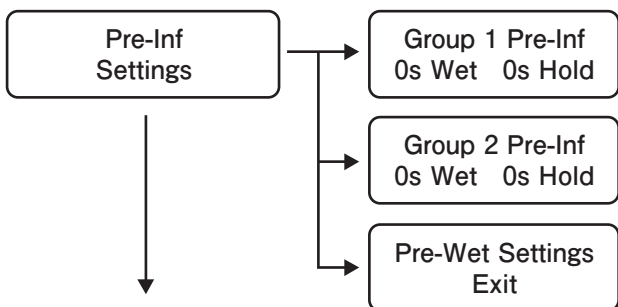 Pre-Inf
Settings
Group 1 Pre-Inf
0s Wet 0s Hold
Group 2 Pre-Inf
0s Wet 0s Hold
Pre-Wet Settings
Exit